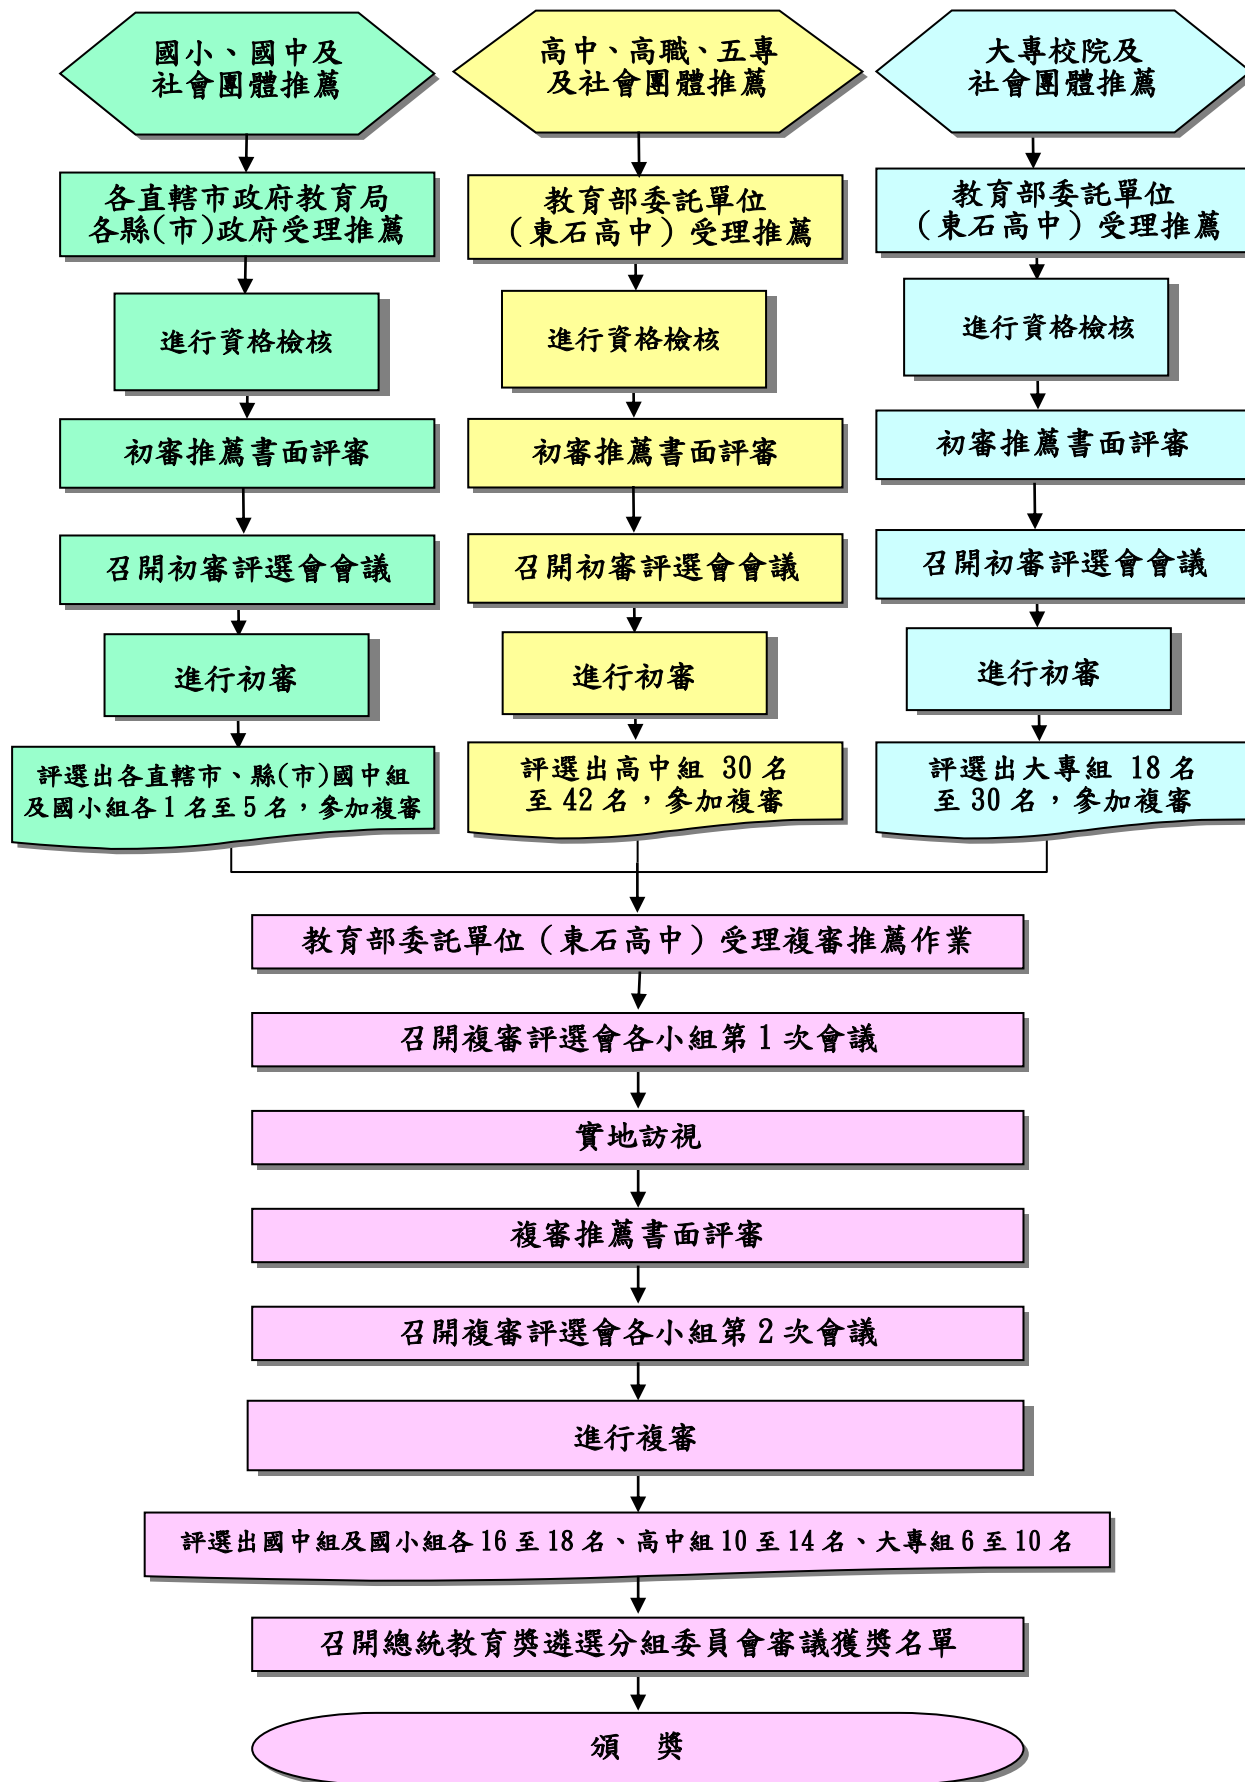 國小、國中及
社會團體推薦
各直轄市政府教育局
各縣(市)政府受理推薦
進行資格檢核
初審推薦書面評審
召開初審評選會會議
進行初審
評選出各直轄市、縣(市)國中組
及國小組各1名至5名，參加複審
高中、高職、五專
及社會團體推薦
教育部委託單位
（東石高中）受理推薦
進行資格檢核
初審推薦書面評審
召開初審評選會會議
進行初審
評選出高中組 30 名
至 42 名，參加複審
大專校院及
社會團體推薦
教育部委託單位
（東石高中）受理推薦
進行資格檢核
初審推薦書面評審
召開初審評選會會議
進行初審
評選出大專組 18 名
至 30 名，參加複審
教育部委託單位（東石高中）受理複審推薦作業
召開複審評選會各小組第 1 次會議
實地訪視
複審推薦書面評審
召開複審評選會各小組第 2 次會議
進行複審
評選出國中組及國小組各 16 至 18 名、高中組 10 至 14 名、大專組 6 至 10 名
召開總統教育獎遴選分組委員會審議獲獎名單
頒　獎